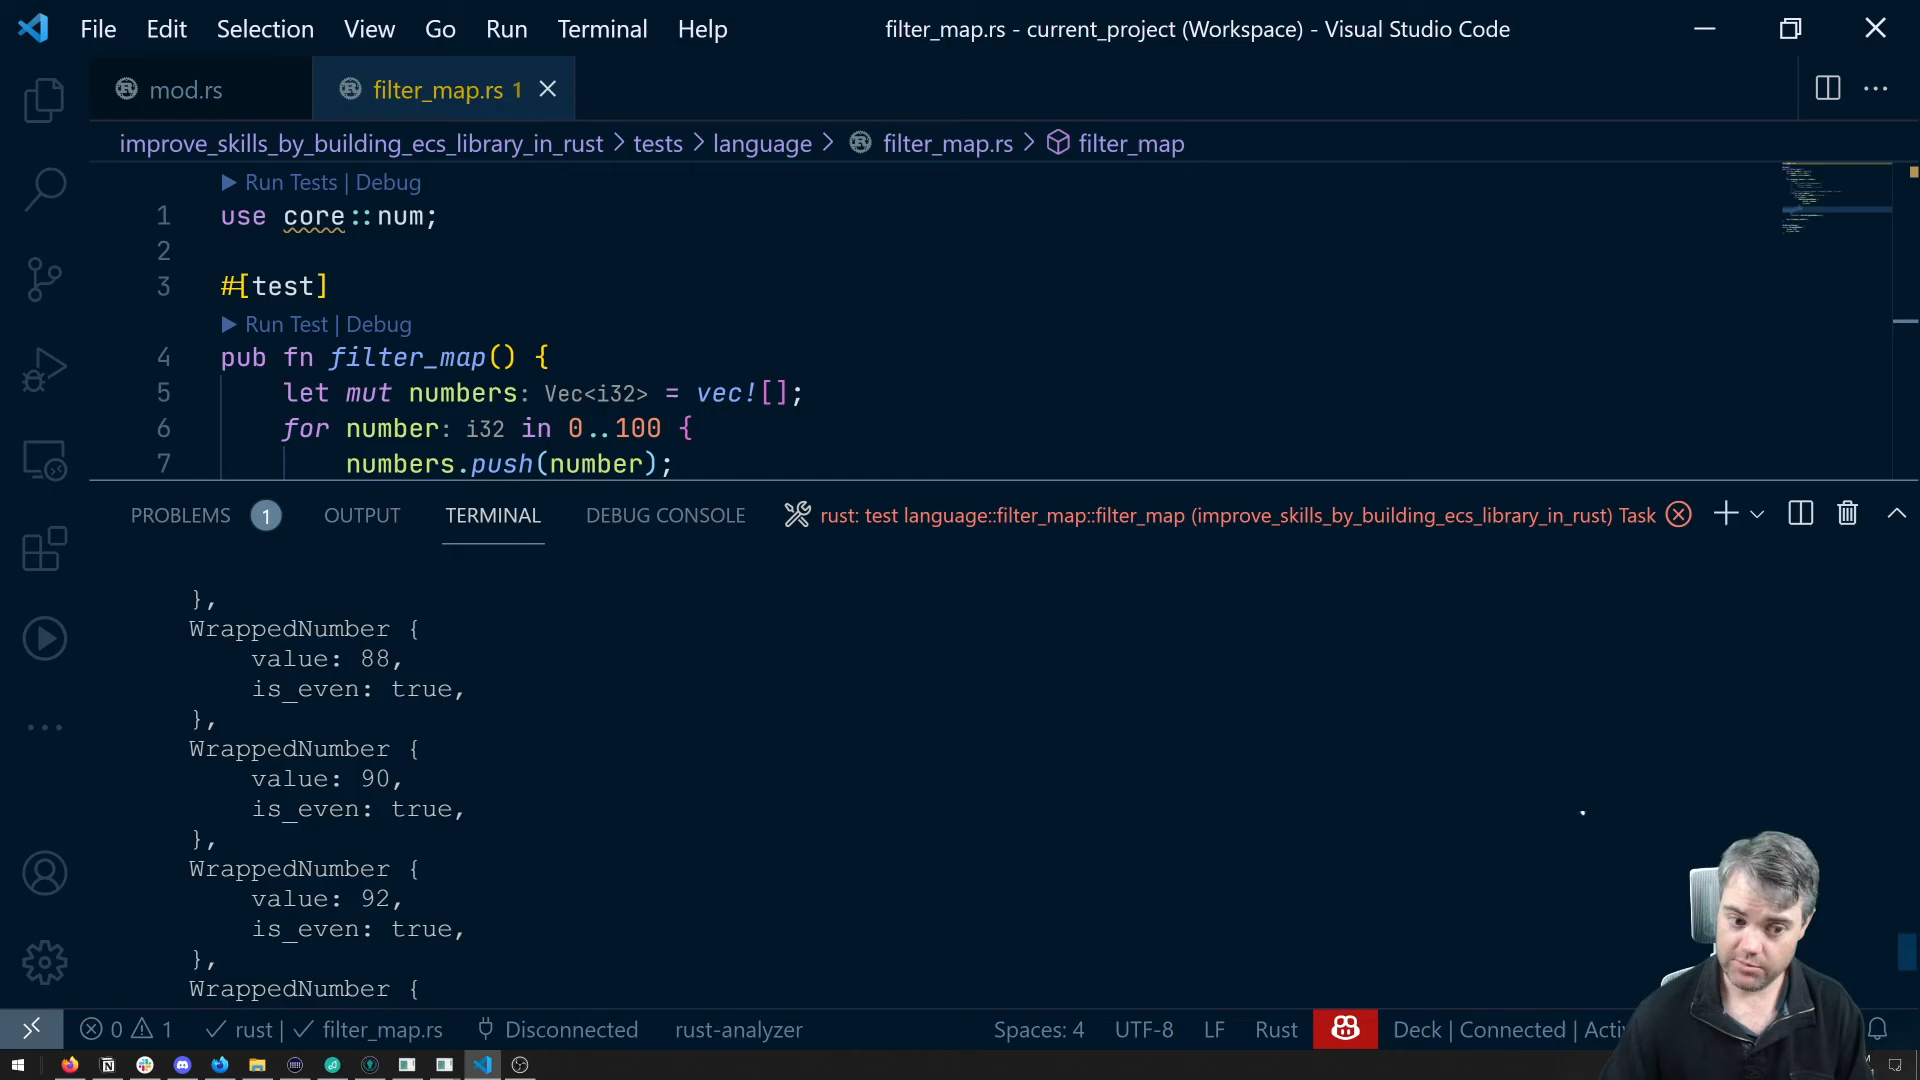 File Edit Selection View Go Run Terminal Help filter_map.rs - current_project (Workspace) - Visual Studio Code
mod.rs filter_map.rs 1
improve_skills_by_building_ecs_library_in_rust > tests > language > filter_map.rs > filter_map
Run Tests | Debug
1 use core::num;
2
3 #[test]
Run Test | Debug
4 pub fn filter_map() {
5 let mut numbers: Vec<i32> = vec![];
6 for number: i32 in 0..100 {
7 numbers.push(number);
PROBLEMS 1 OUTPUT TERMINAL DEBUG CONSOLE rust: test language::filter_map::filter_map (improve_skills_by_building_ecs_library_in_rust) Task
},
WrappedNumber {
value: 88,
is_even: true,
},
WrappedNumber {
value: 90,
is_even: true,
},
WrappedNumber {
value: 92,
is_even: true,
},
WrappedNumber {
0 1 rust | filter_map.rs Disconnected rust-analyzer Spaces: 4 UTF-8 LF Rust Deck | Connected | Acti